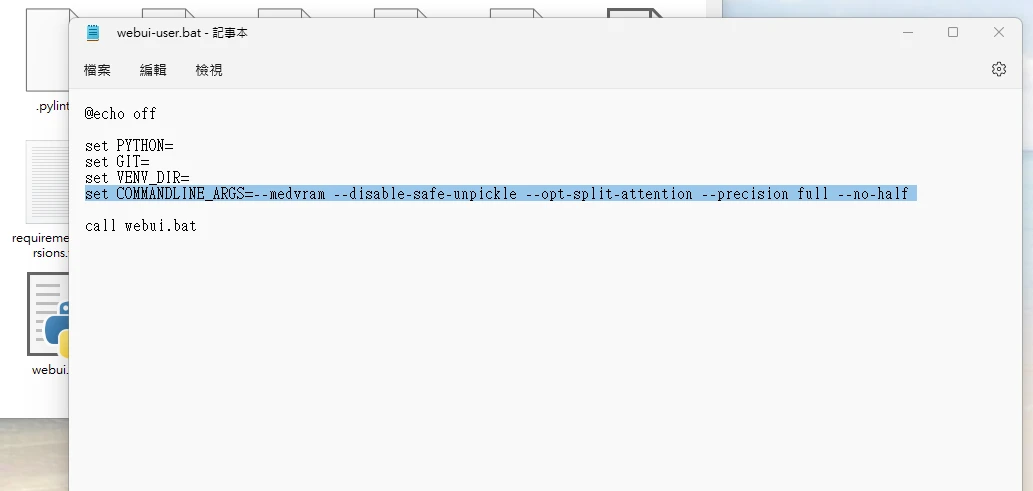 webui-user.bat - 記事本
檔案 編輯 檢視
@echo off
set PYTHON=
set GIT=
set VENV_DIR=
set COMMANDLINE_ARGS=--medvram --disable-safe-unpickle --opt-split-attention --precision full --no-half
call webui.bat
.pylint
requireme
rsions.
webui.